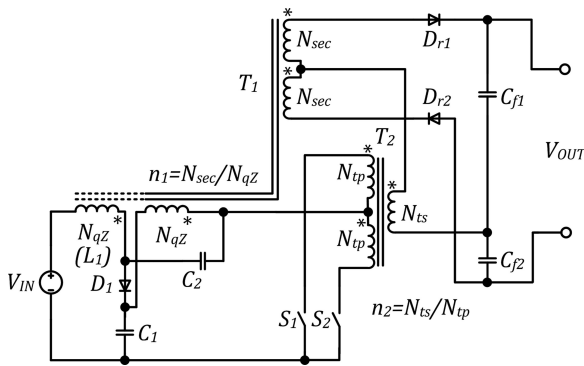 *
N_sec
D_r1
T_1
*
N_sec
D_r2
C_f1
T_2
V_OUT
n_1=N_sec/N_qZ
*
N_tp
*
N_ts
*
N_tp
N_qZ
*
(L_1)
N_qZ
*
C_2
C_f2
V_IN
D_1
S_1
S_2
n_2=N_ts/N_tp
C_1